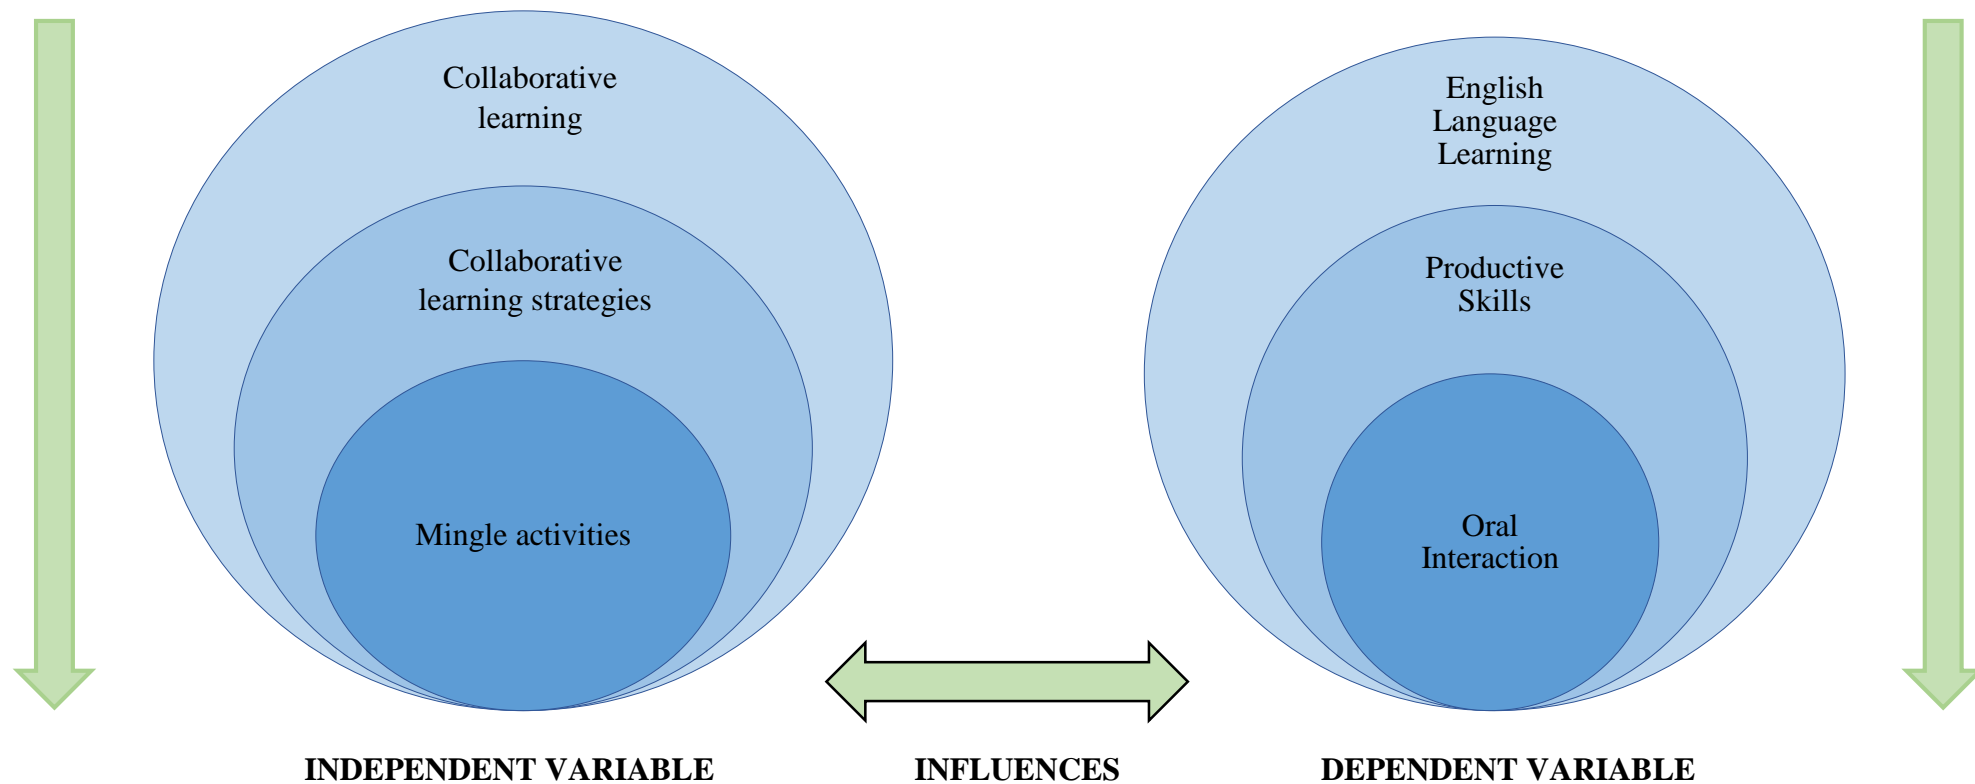 Collaborative
learning
Collaborative
learning strategies
Mingle activities
English
Language
Learning
Productive
Skills
Oral
Interaction
INDEPENDENT VARIABLE
INFLUENCES
DEPENDENT VARIABLE